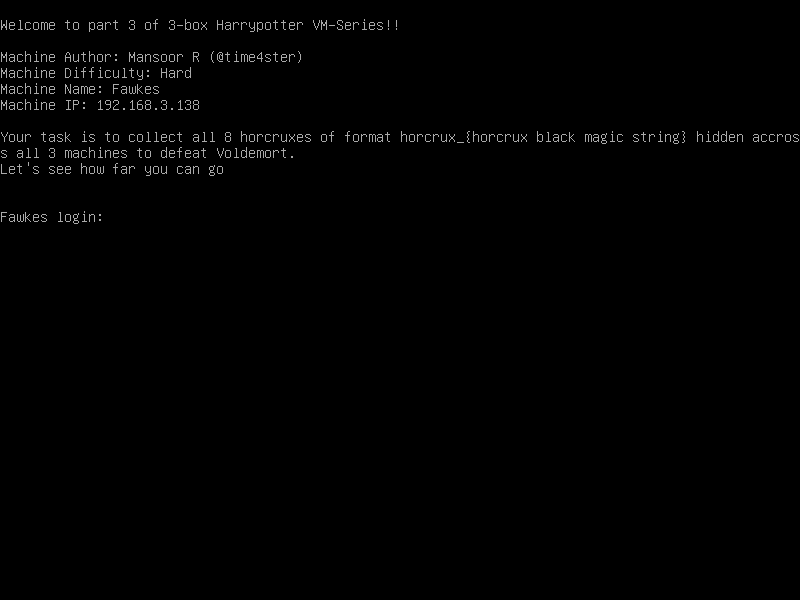 Welcome to part 3 of 3-box Harrypotter VM-Series!!
Machine Author: Mansoor R (@time4ster)
Machine Difficulty: Hard
Machine Name: Fawkes
Machine IP: 192.168.3.138
Your task is to collect all 8 horcruxes of format horcrux_{horcrux black magic string} hidden accros
s all 3 machines to defeat Voldemort.
Let's see how far you can go
Fawkes login: